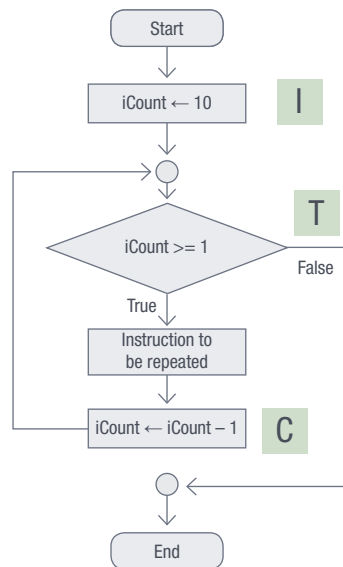 Start
iCount ← 10
I
iCount >= 1
T
False
True
Instruction to
be repeated
iCount ← iCount – 1
C
End